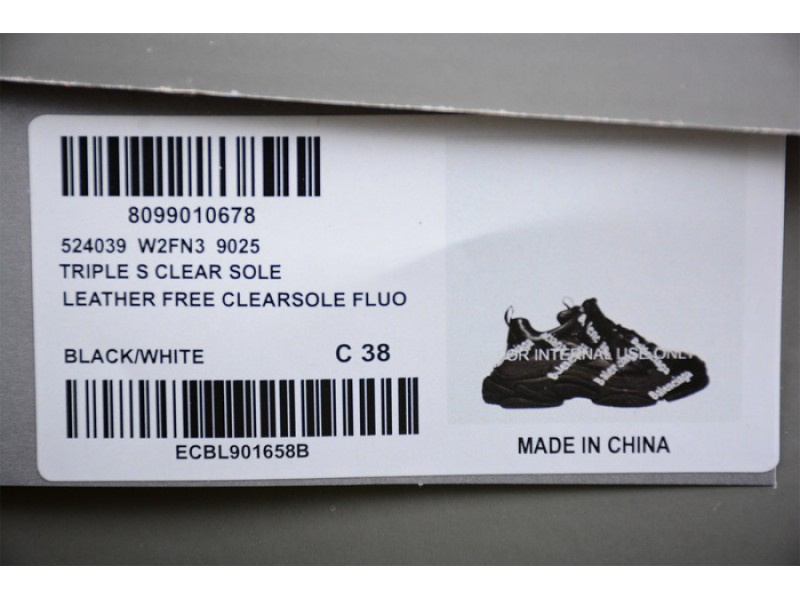 8099010678
524039 W2FN3 9025
TRIPLE S CLEAR SOLE
LEATHER FREE CLEARSOLE FLUO
BLACK/WHITE C 38
ECBL901658B
FOR INTERNAL USE ONLY
Balenciaga
MADE IN CHINA